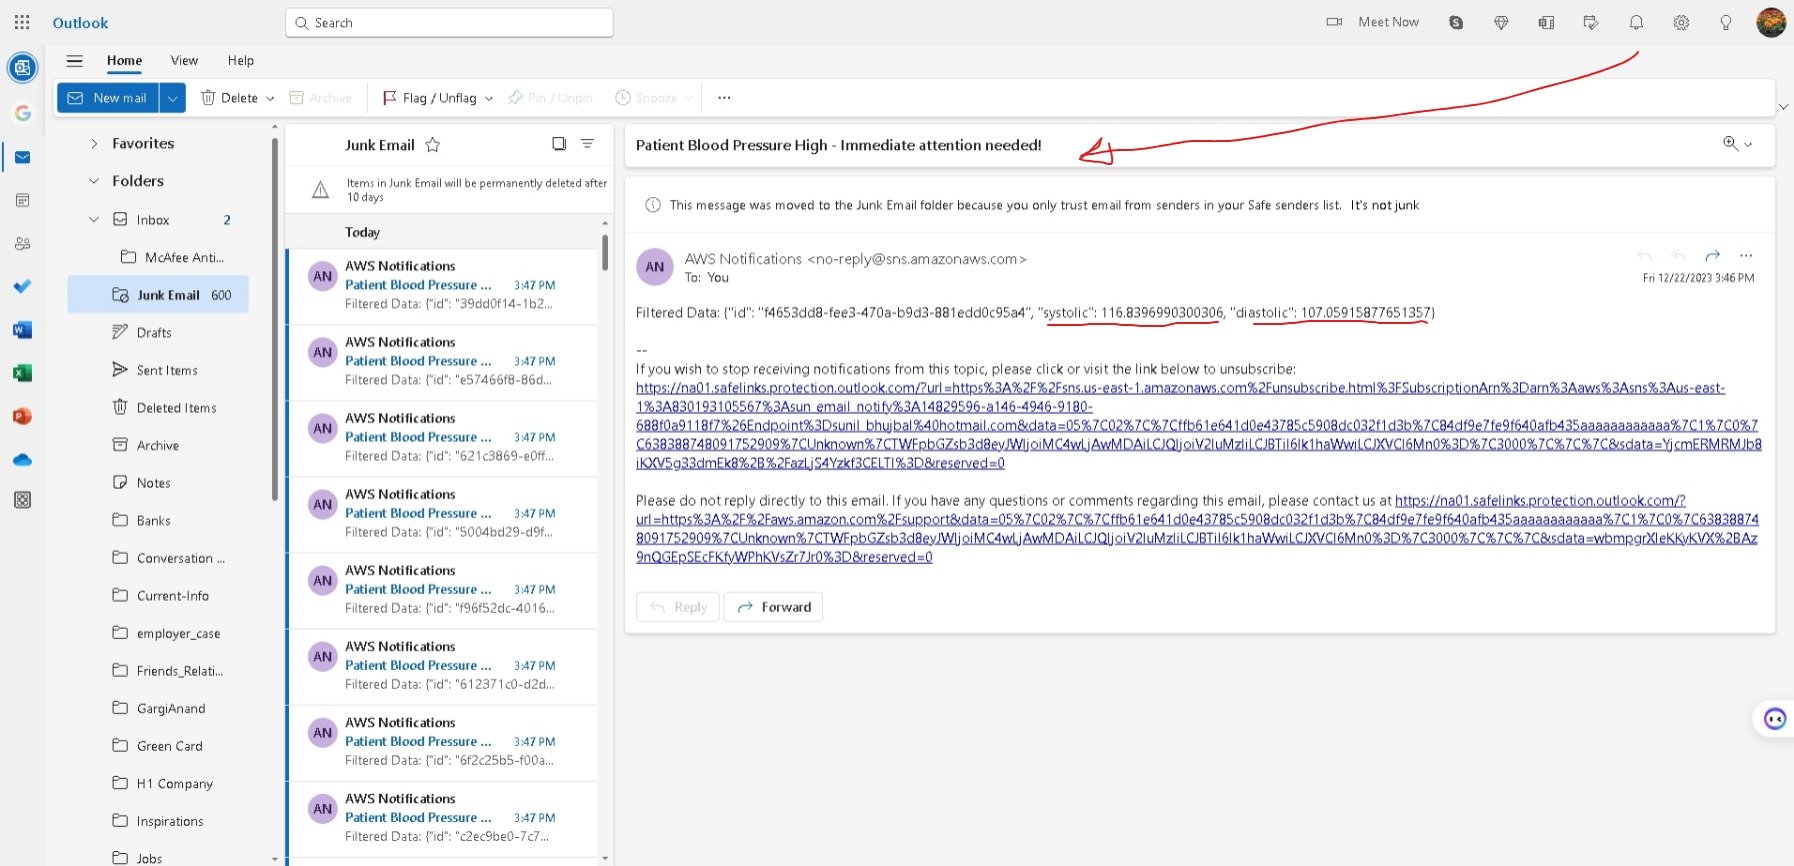 Outlook
Search
Meet Now
Home View Help
New mail Delete Archive Flag / Unflag Pin / Unpin Snooze ...
Favorites
Folders
Inbox 2
McAfee Anti...
Junk Email 600
Drafts
Sent Items
Deleted Items
Archive
Notes
Banks
Conversation ...
Current-Info
employer_case
Friends_Relati...
GargiAnand
Green Card
H1 Company
Inspirations
Jobs
Junk Email
Items in Junk Email will be permanently deleted after
10 days
Today
AN AWS Notifications
Patient Blood Pressure ... 3:47 PM
Filtered Data: {"id": "39dd0f14-1b2...
AN AWS Notifications
Patient Blood Pressure ... 3:47 PM
Filtered Data: {"id": "e57466f8-86d...
AN AWS Notifications
Patient Blood Pressure ... 3:47 PM
Filtered Data: {"id": "621c3869-e0ff...
AN AWS Notifications
Patient Blood Pressure ... 3:47 PM
Filtered Data: {"id": "5004bd29-d9f...
AN AWS Notifications
Patient Blood Pressure ... 3:47 PM
Filtered Data: {"id": "f96f52dc-4016...
AN AWS Notifications
Patient Blood Pressure ... 3:47 PM
Filtered Data: {"id": "612371c0-d2d...
AN AWS Notifications
Patient Blood Pressure ... 3:47 PM
Filtered Data: {"id": "6f2c25b5-f00a...
AN AWS Notifications
Patient Blood Pressure ... 3:47 PM
Filtered Data: {"id": "c2ec9be0-7c7...
Patient Blood Pressure High - Immediate attention needed!
This message was moved to the Junk Email folder because you only trust email from senders in your Safe senders list. It's not junk
AN AWS Notifications <no-reply@sns.amazonaws.com>
To: You
Fri 12/22/2023 3:46 PM
Filtered Data: {"id": "f4653dd8-fee3-470a-b9d3-881edd0c95a4", "systolic": 116.8396990300306, "diastolic": 107.05915877651357}
--
If you wish to stop receiving notifications from this topic, please click or visit the link below to unsubscribe:
https://na01.safelinks.protection.outlook.com/?url=https%3A%2F%2Fsns.us-east-1.amazonaws.com%2Funsubscribe.html%3FSubscriptionArn%3Darn%3Aaws%3Asns%3Aus-east-
1%3A830193105567%3Asun_email_notify%3A14829596-a146-4946-9180-
688f0a9118f7%26Endpoint%3Dsunil_bhujbal%40hotmail.com&data=05%7C02%7C%7Cffb61e641d0e43785c5908dc032f1d3b%7C84df9e7fe9f640afb435aaaaaaaaaaaa%7C1%7C0%7
C638388748091752909%7CUnknown%7CTWFpbGZsb3d8eyJWIjoiMC4wLjAwMDAiLCJQIjoiV2luMzIiLCJBTiI6Ik1haWwiLCJXVCI6Mn0%3D%7C3000%7C%7C%7C&sdata=YjcmERMRMJb8
iKXV5g33dmEk8%2B%2FazLjS4Yzkf3CELTI%3D&reserved=0
Please do not reply directly to this email. If you have any questions or comments regarding this email, please contact us at https://na01.safelinks.protection.outlook.com/?
url=https%3A%2F%2Faws.amazon.com%2Fsupport&data=05%7C02%7C%7Cffb61e641d0e43785c5908dc032f1d3b%7C84df9e7fe9f640afb435aaaaaaaaaaaa%7C1%7C0%7C63838874
8091752909%7CUnknown%7CTWFpbGZsb3d8eyJWIjoiMC4wLjAwMDAiLCJQIjoiV2luMzIiLCJBTiI6Ik1haWwiLCJXVCI6Mn0%3D%7C3000%7C%7C%7C&sdata=wbmpgrXIeKKyKVX%2BAz
9nQGEpSEcFKfyWPhKVsZr7Jr0%3D&reserved=0
Reply Forward